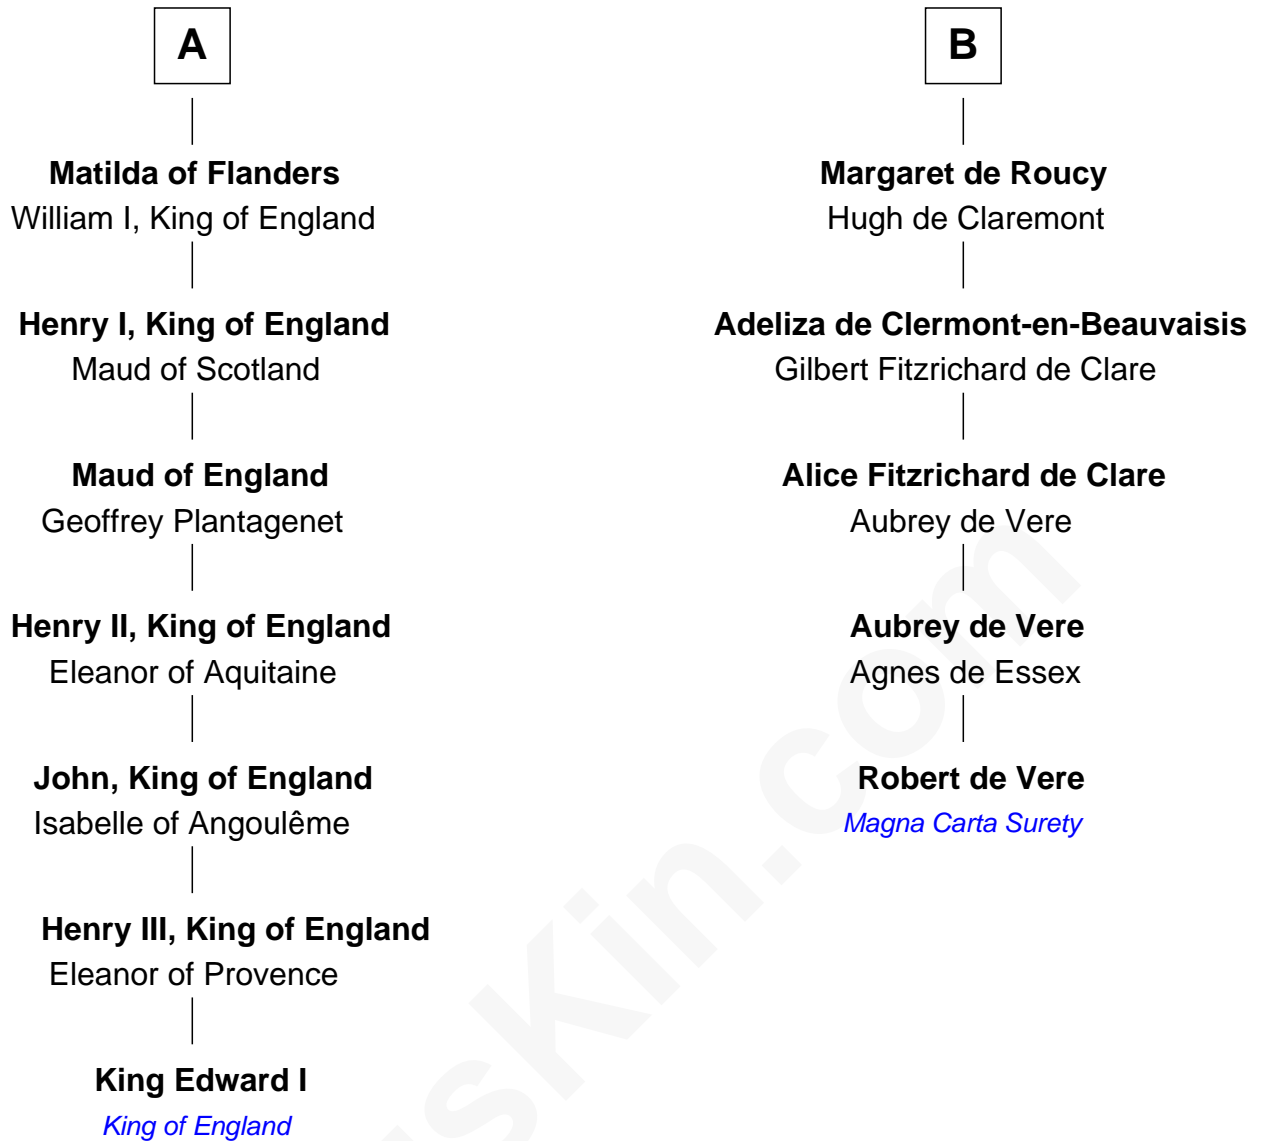 A
Matilda of Flanders
William I, King of England
Henry I, King of England
Maud of Scotland
Maud of England
Geoffrey Plantagenet
Henry II, King of England
Eleanor of Aquitaine
John, King of England
Isabelle of Angoulême
Henry III, King of England
Eleanor of Provence
King Edward I
King of England
B
Margaret de Roucy
Hugh de Claremont
Adeliza de Clermont-en-Beauvaisis
Gilbert Fitzrichard de Clare
Alice Fitzrichard de Clare
Aubrey de Vere
Aubrey de Vere
Agnes de Essex
Robert de Vere
Magna Carta Surety